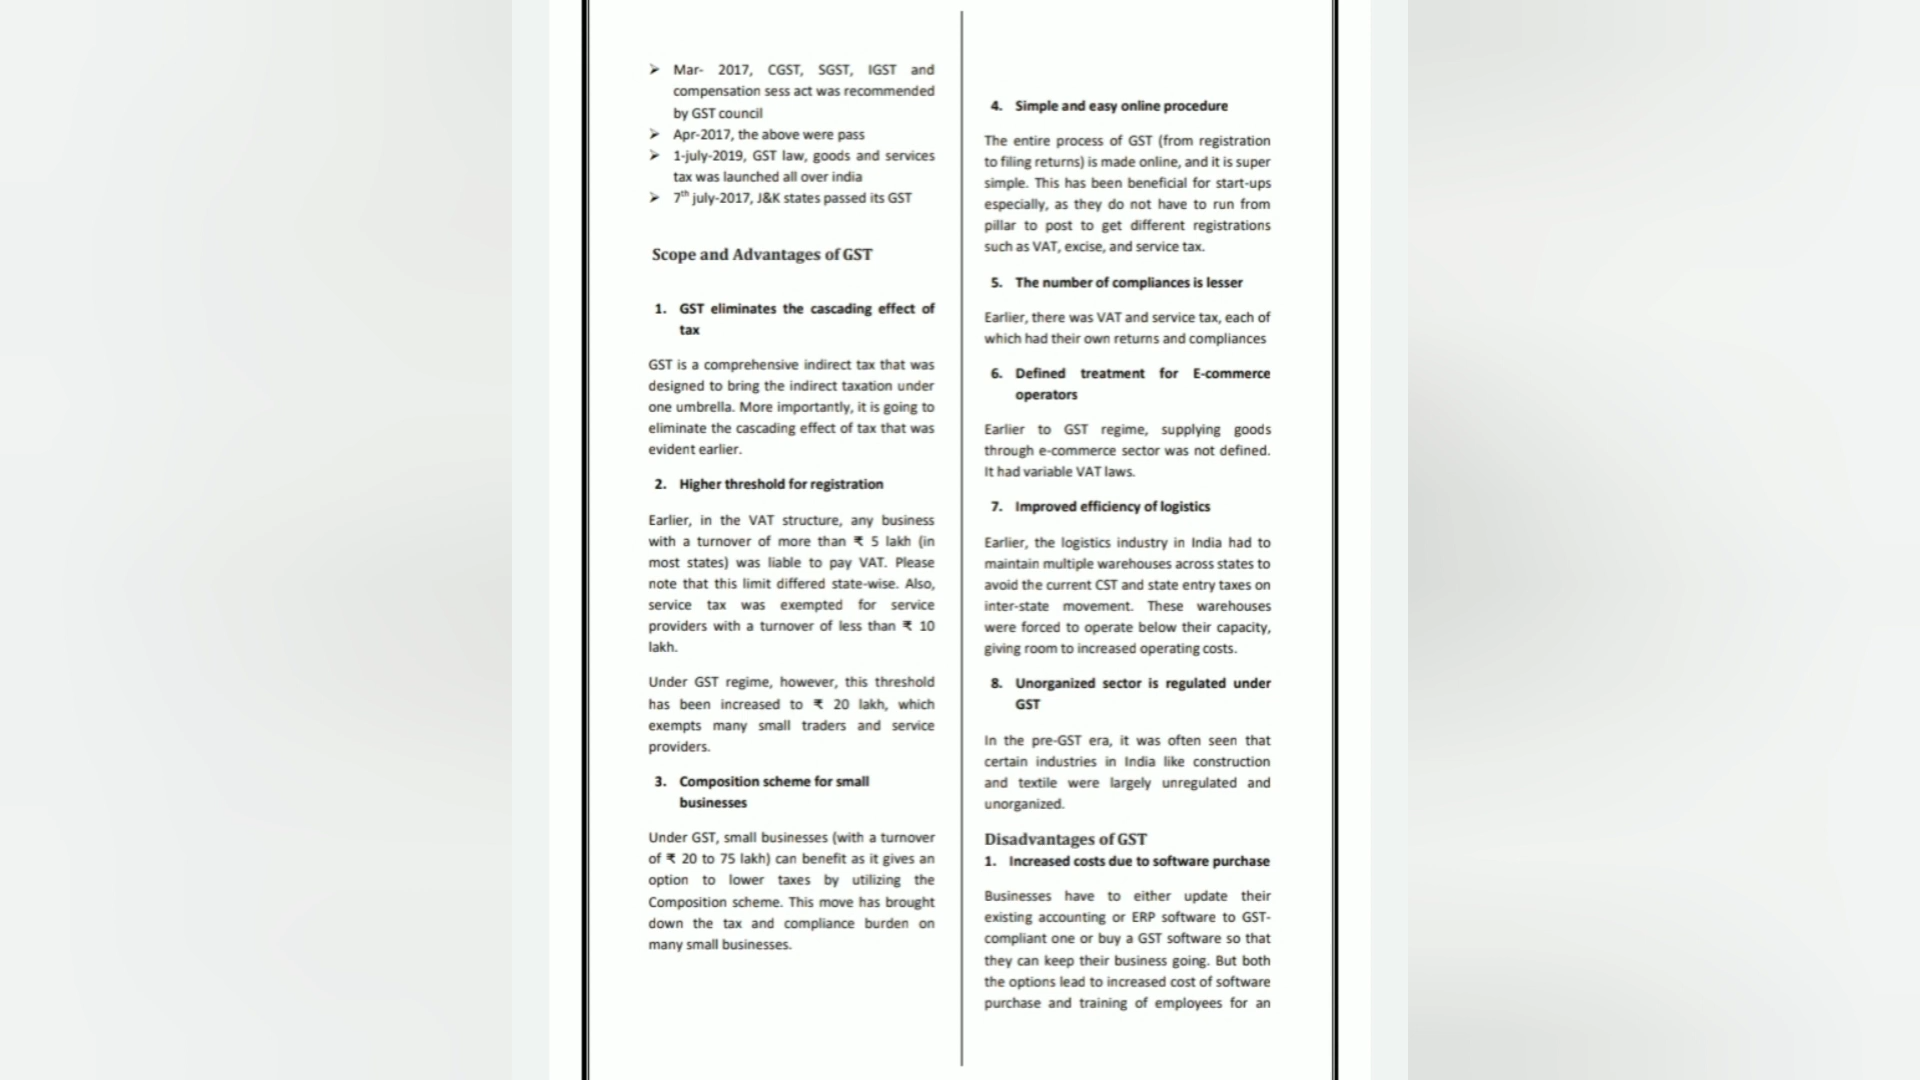 ➢ Mar- 2017, CGST, SGST, IGST and
compensation sess act was recommended
by GST council
➢ Apr-2017, the above were pass
➢ 1-july-2019, GST law, goods and services
tax was launched all over india
➢ 7th july-2017, J&K states passed its GST
Scope and Advantages of GST
1. GST eliminates the cascading effect of
tax
GST is a comprehensive indirect tax that was
designed to bring the indirect taxation under
one umbrella. More importantly, it is going to
eliminate the cascading effect of tax that was
evident earlier.
2. Higher threshold for registration
Earlier, in the VAT structure, any business
with a turnover of more than ₹ 5 lakh (in
most states) was liable to pay VAT. Please
note that this limit differed state-wise. Also,
service tax was exempted for service
providers with a turnover of less than ₹ 10
lakh.
Under GST regime, however, this threshold
has been increased to ₹ 20 lakh, which
exempts many small traders and service
providers.
3. Composition scheme for small
businesses
Under GST, small businesses (with a turnover
of ₹ 20 to 75 lakh) can benefit as it gives an
option to lower taxes by utilizing the
Composition scheme. This move has brought
down the tax and compliance burden on
many small businesses.
4. Simple and easy online procedure
The entire process of GST (from registration
to filing returns) is made online, and it is super
simple. This has been beneficial for start-ups
especially, as they do not have to run from
pillar to post to get different registrations
such as VAT, excise, and service tax.
5. The number of compliances is lesser
Earlier, there was VAT and service tax, each of
which had their own returns and compliances
6. Defined treatment for E-commerce
operators
Earlier to GST regime, supplying goods
through e-commerce sector was not defined.
It had variable VAT laws.
7. Improved efficiency of logistics
Earlier, the logistics industry in India had to
maintain multiple warehouses across states to
avoid the current CST and state entry taxes on
inter-state movement. These warehouses
were forced to operate below their capacity,
giving room to increased operating costs.
8. Unorganized sector is regulated under
GST
In the pre-GST era, it was often seen that
certain industries in India like construction
and textile were largely unregulated and
unorganized.
Disadvantages of GST
1. Increased costs due to software purchase
Businesses have to either update their
existing accounting or ERP software to GST-
compliant one or buy a GST software so that
they can keep their business going. But both
the options lead to increased cost of software
purchase and training of employees for an